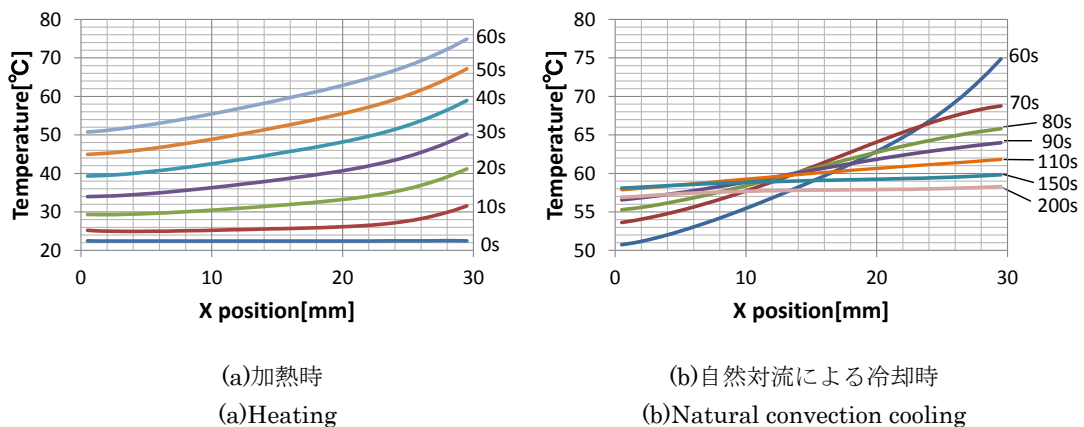 80
70
60
50
40
30
20
Temperature[℃]
60s
50s
40s
30s
20s
10s
0s
0
10
20
30
X position[mm]
(a)加熱時
(a)Heating
80
75
70
65
60
55
50
Temperature[℃]
60s
70s
80s
90s
110s
150s
200s
0
10
20
30
X position[mm]
(b)自然対流による冷却時
(b)Natural convection cooling